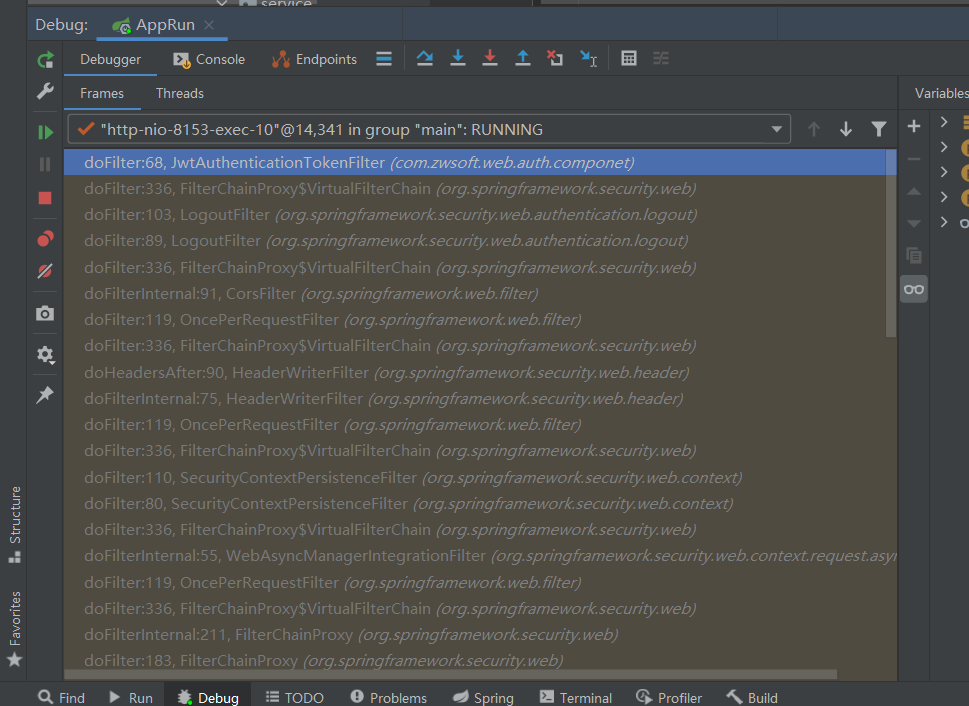 service
Debug: AppRun
Debugger Console Endpoints
Frames Threads Variables
"http-nio-8153-exec-10"@14,341 in group "main": RUNNING
doFilter:68, JwtAuthenticationTokenFilter (com.zwsoft.web.auth.componet)
doFilter:336, FilterChainProxy$VirtualFilterChain (org.springframework.security.web)
doFilter:103, LogoutFilter (org.springframework.security.web.authentication.logout)
doFilter:89, LogoutFilter (org.springframework.security.web.authentication.logout)
doFilter:336, FilterChainProxy$VirtualFilterChain (org.springframework.security.web)
doFilterInternal:91, CorsFilter (org.springframework.web.filter)
doFilter:119, OncePerRequestFilter (org.springframework.web.filter)
doFilter:336, FilterChainProxy$VirtualFilterChain (org.springframework.security.web)
doHeadersAfter:90, HeaderWriterFilter (org.springframework.security.web.header)
doFilterInternal:75, HeaderWriterFilter (org.springframework.security.web.header)
doFilter:119, OncePerRequestFilter (org.springframework.web.filter)
doFilter:336, FilterChainProxy$VirtualFilterChain (org.springframework.security.web)
doFilter:110, SecurityContextPersistenceFilter (org.springframework.security.web.context)
doFilter:80, SecurityContextPersistenceFilter (org.springframework.security.web.context)
doFilter:336, FilterChainProxy$VirtualFilterChain (org.springframework.security.web)
doFilterInternal:55, WebAsyncManagerIntegrationFilter (org.springframework.security.web.context.request.asyn
doFilter:119, OncePerRequestFilter (org.springframework.web.filter)
doFilter:336, FilterChainProxy$VirtualFilterChain (org.springframework.security.web)
doFilterInternal:211, FilterChainProxy (org.springframework.security.web)
doFilter:183, FilterChainProxy (org.springframework.security.web)
Structure
Favorites
Find Run Debug TODO Problems Spring Terminal Profiler Build